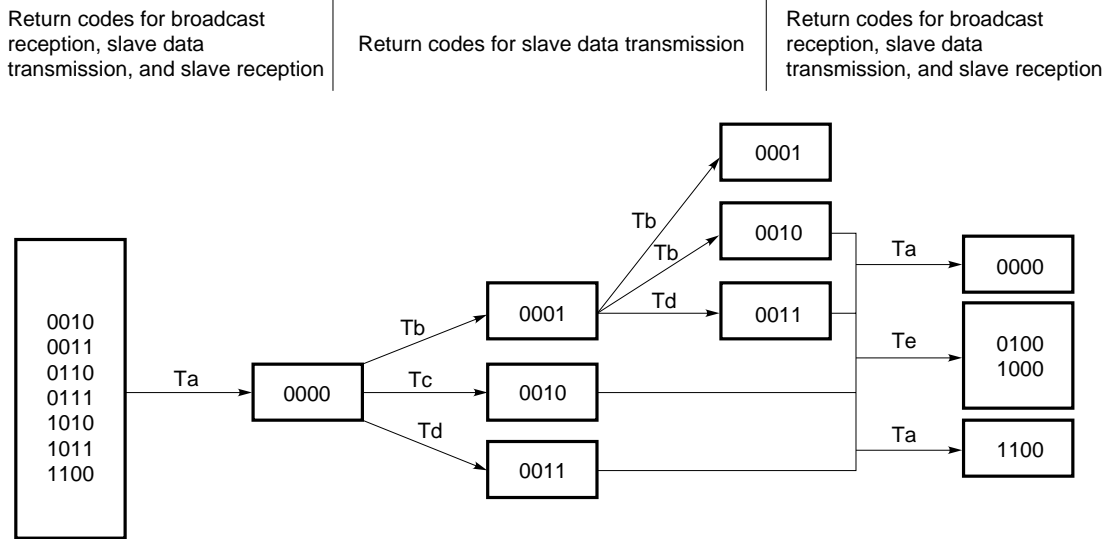 Return codes for broadcast
reception, slave data
transmission, and slave reception
Return codes for slave data transmission
Return codes for broadcast
reception, slave data
transmission, and slave reception
0010
0011
0110
0111
1010
1011
1100
Ta
0000
Tb
Tc
Td
0001
0010
0011
Tb
Tb
Td
0001
0010
0011
Ta
Te
Ta
0000
0100
1000
1100